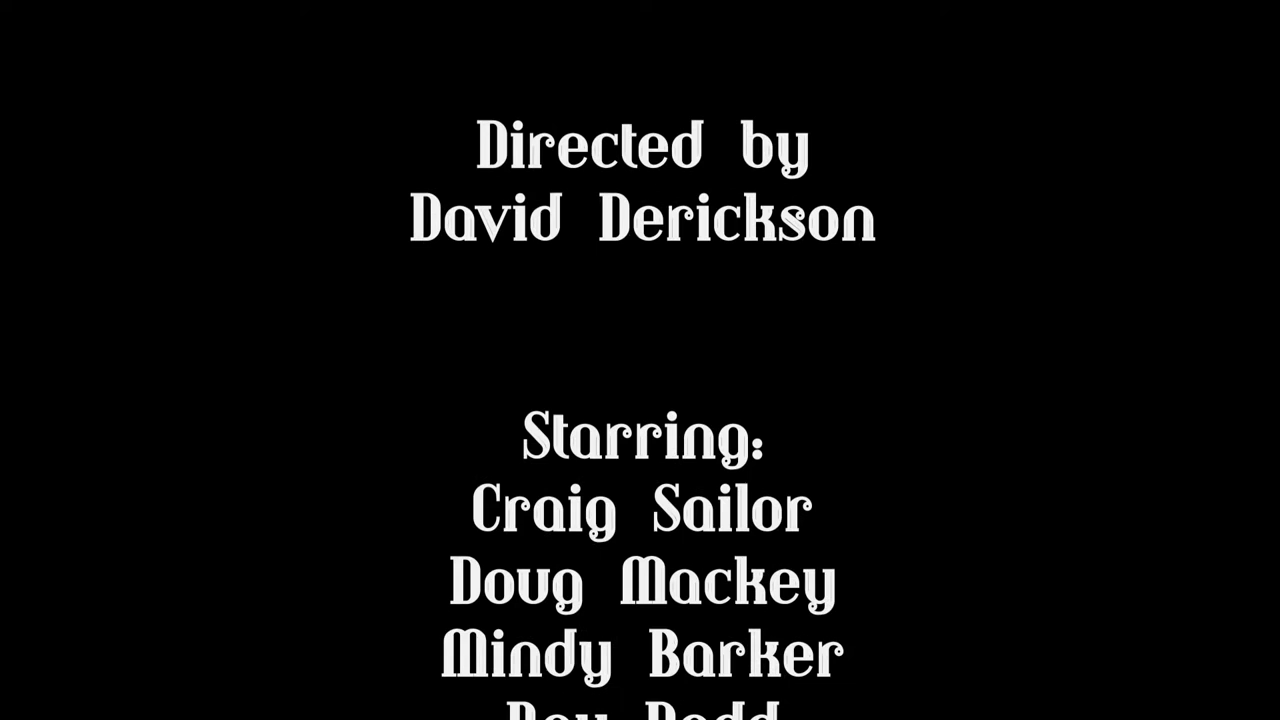 Directed by
David Derickson
Starring:
Craig Sailor
Doug Mackey
Mindy Barker